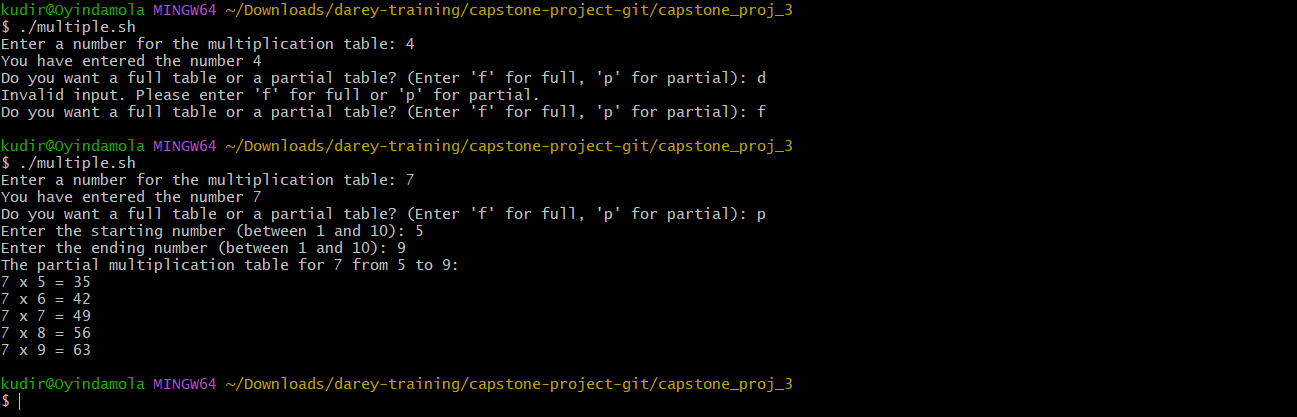 kudir@Oyindamola MINGW64 ~/Downloads/darey-training/capstone-project-git/capstone_proj_3
$ ./multiple.sh
Enter a number for the multiplication table: 4
You have entered the number 4
Do you want a full table or a partial table? (Enter 'f' for full, 'p' for partial): d
Invalid input. Please enter 'f' for full or 'p' for partial.
Do you want a full table or a partial table? (Enter 'f' for full, 'p' for partial): f
kudir@Oyindamola MINGW64 ~/Downloads/darey-training/capstone-project-git/capstone_proj_3
$ ./multiple.sh
Enter a number for the multiplication table: 7
You have entered the number 7
Do you want a full table or a partial table? (Enter 'f' for full, 'p' for partial): p
Enter the starting number (between 1 and 10): 5
Enter the ending number (between 1 and 10): 9
The partial multiplication table for 7 from 5 to 9:
7 x 5 = 35
7 x 6 = 42
7 x 7 = 49
7 x 8 = 56
7 x 9 = 63
kudir@Oyindamola MINGW64 ~/Downloads/darey-training/capstone-project-git/capstone_proj_3
$